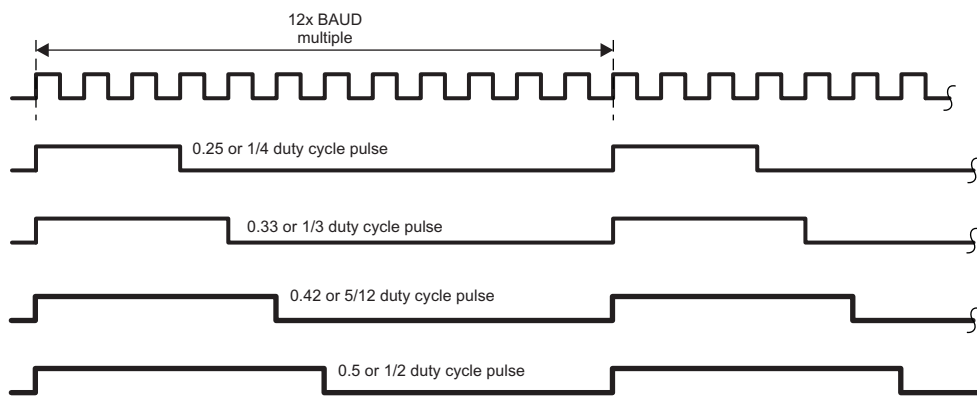 12x BAUD
multiple
0.25 or 1/4 duty cycle pulse
0.33 or 1/3 duty cycle pulse
0.42 or 5/12 duty cycle pulse
0.5 or 1/2 duty cycle pulse